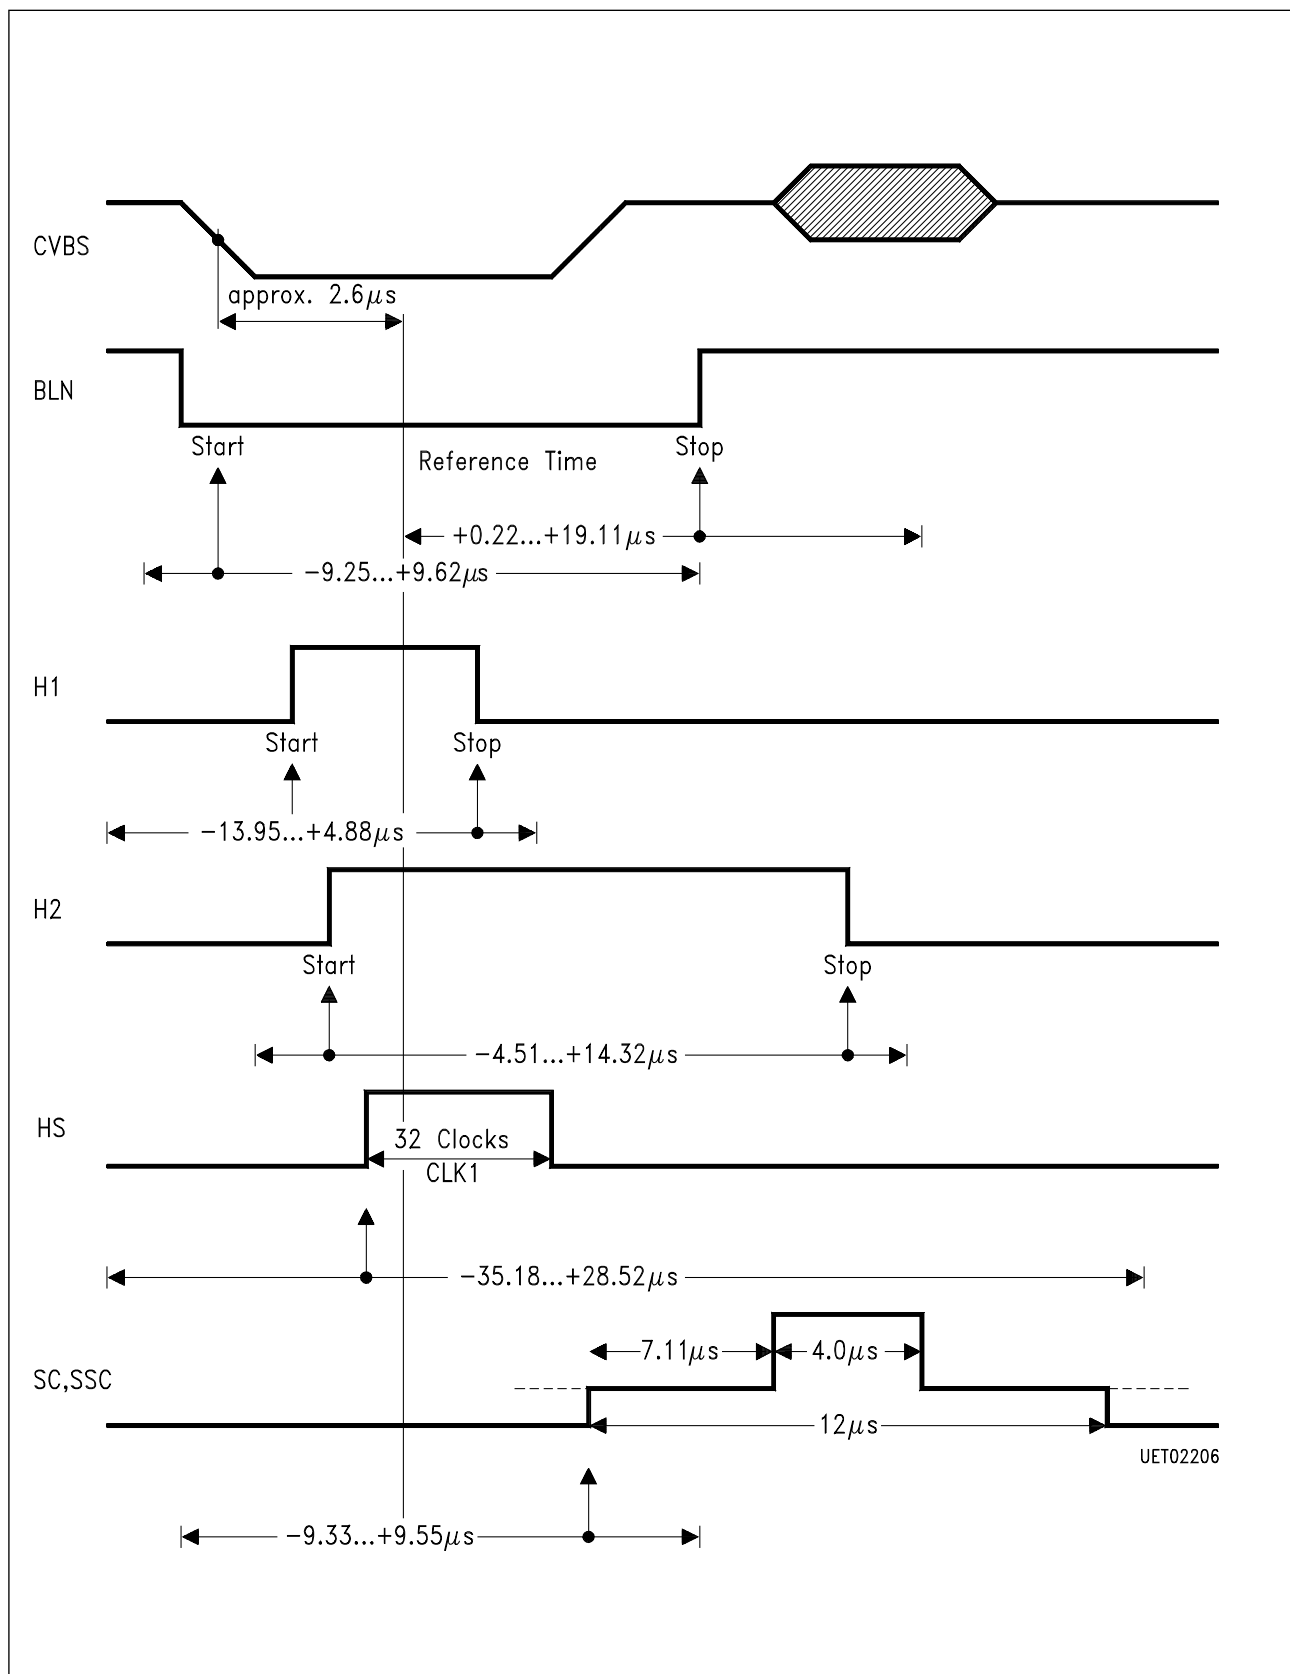 CVBS
approx. 2.6μs
BLN
Start
Reference Time
Stop
+0.22...+19.11μs
−9.25...+9.62μs
H1
Start
Stop
−13.95...+4.88μs
H2
Start
Stop
−4.51...+14.32μs
HS
32 Clocks
CLK1
−35.18...+28.52μs
7.11μs
4.0μs
SC,SSC
12μs
UET02206
−9.33...+9.55μs